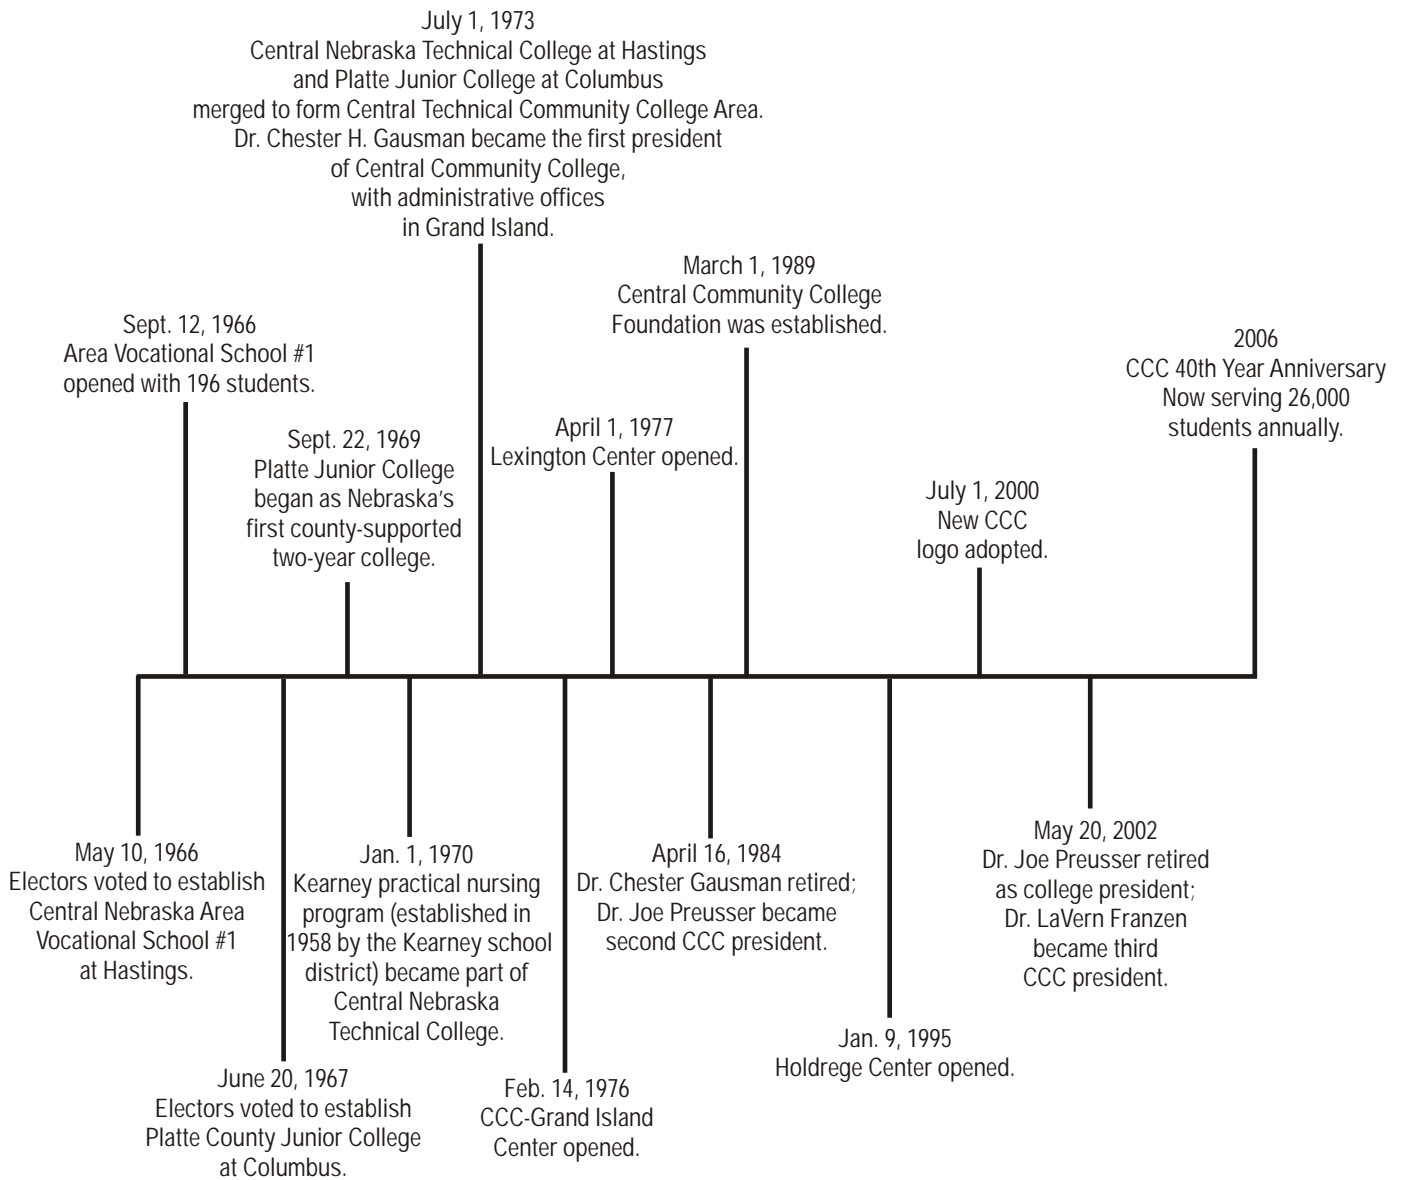 July 1, 1973
Central Nebraska Technical College at Hastings
and Platte Junior College at Columbus
merged to form Central Technical Community College Area.
Dr. Chester H. Gausman became the first president
of Central Community College,
with administrative offices
in Grand Island.
March 1, 1989
Central Community College
Foundation was established.
Sept. 12, 1966
Area Vocational School #1
opened with 196 students.
2006
CCC 40th Year Anniversary
Now serving 26,000
students annually.
Sept. 22, 1969
Platte Junior College
began as Nebraska's
first county-supported
two-year college.
April 1, 1977
Lexington Center opened.
July 1, 2000
New CCC
logo adopted.
May 10, 1966
Electors voted to establish
Central Nebraska Area
Vocational School #1
at Hastings.
Jan. 1, 1970
Kearney practical nursing
program (established in
1958 by the Kearney school
district) became part of
Central Nebraska
Technical College.
April 16, 1984
Dr. Chester Gausman retired;
Dr. Joe Preusser became
second CCC president.
May 20, 2002
Dr. Joe Preusser retired
as college president;
Dr. LaVern Franzen
became third
CCC president.
Jan. 9, 1995
Holdrege Center opened.
June 20, 1967
Electors voted to establish
Platte County Junior College
at Columbus.
Feb. 14, 1976
CCC-Grand Island
Center opened.